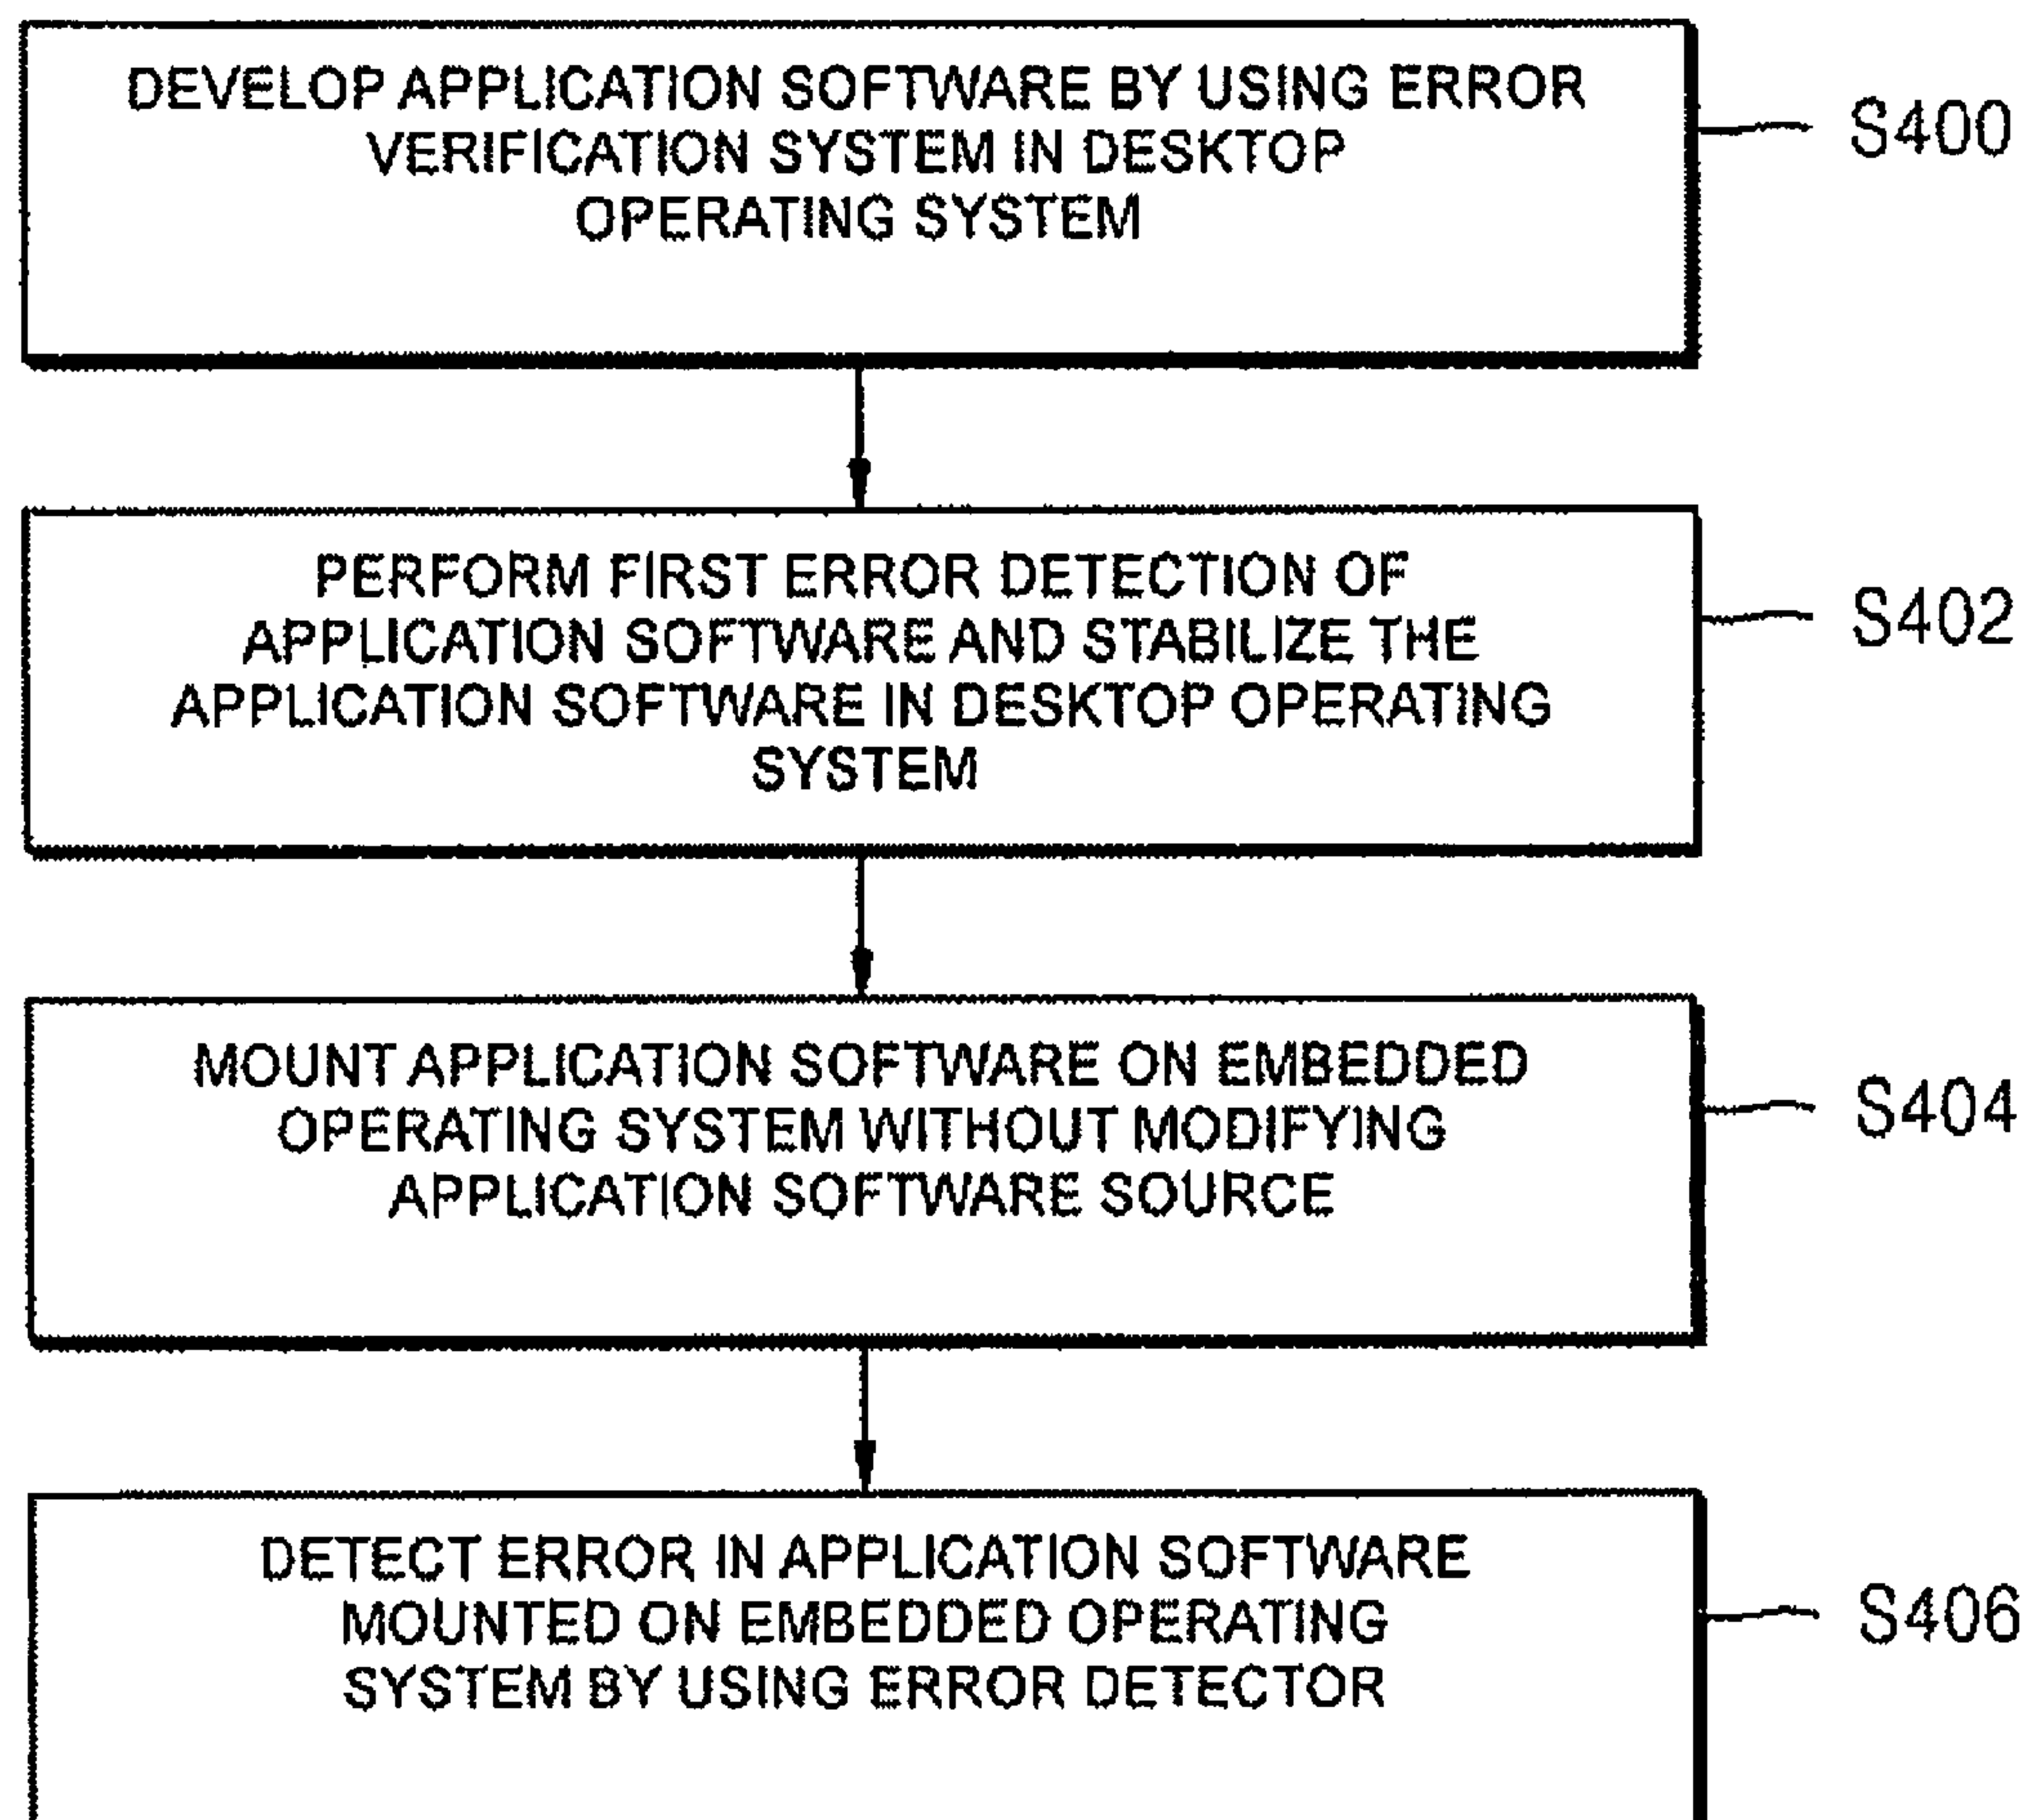 DEVELOP APPLICATION SOFTWARE BY USING ERROR
VERIFICATION SYSTEM IN DESKTOP
OPERATING SYSTEM
S400
PERFORM FIRST ERROR DETECTION OF
APPLICATION SOFTWARE AND STABILIZE THE
APPLICATION SOFTWARE IN DESKTOP OPERATING
SYSTEM
S402
MOUNT APPLICATION SOFTWARE ON EMBEDDED
OPERATING SYSTEM WITHOUT MODIFYING
APPLICATION SOFTWARE SOURCE
S404
DETECT ERROR IN APPLICATION SOFTWARE
MOUNTED ON EMBEDDED OPERATING
SYSTEM BY USING ERROR DETECTOR
S406